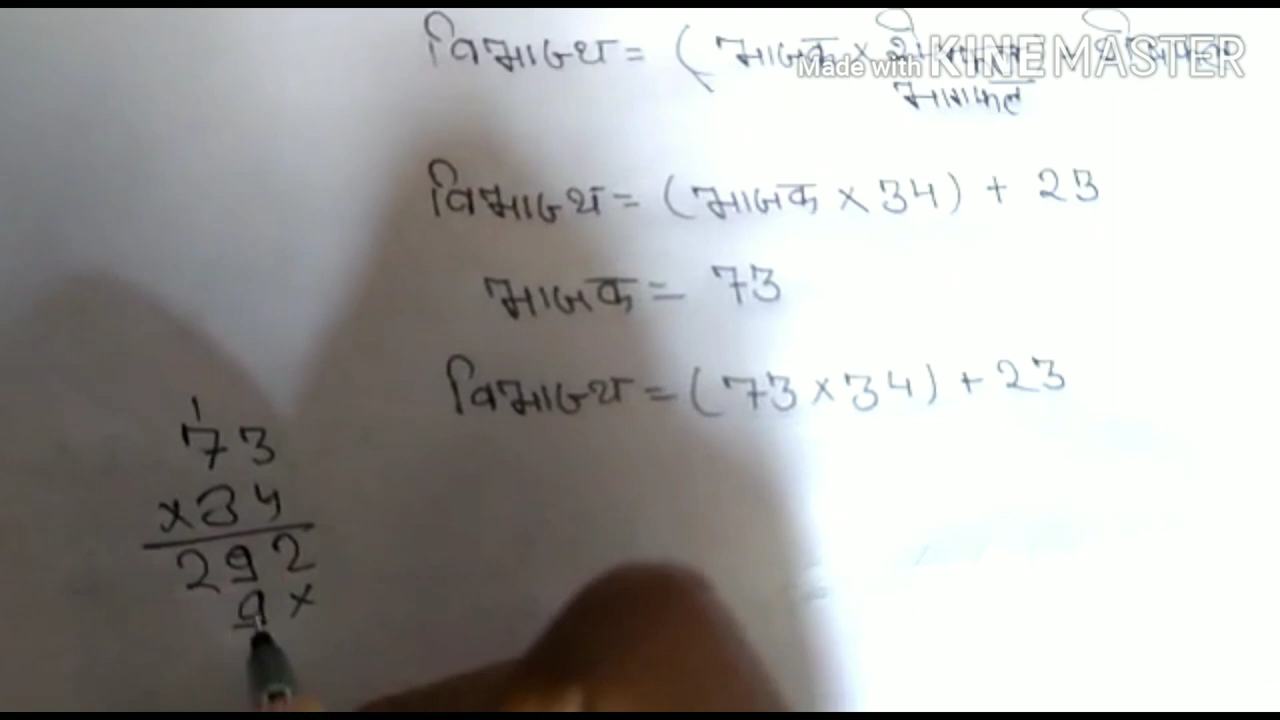 विभाज्य = ( भाजक ×
Made with KINEMASTER
भागफल
विभाज्य = (भाजक × 34) + 23
भाजक = 73
विभाज्य = (73 × 34) + 23
1
73
×34
292
9×